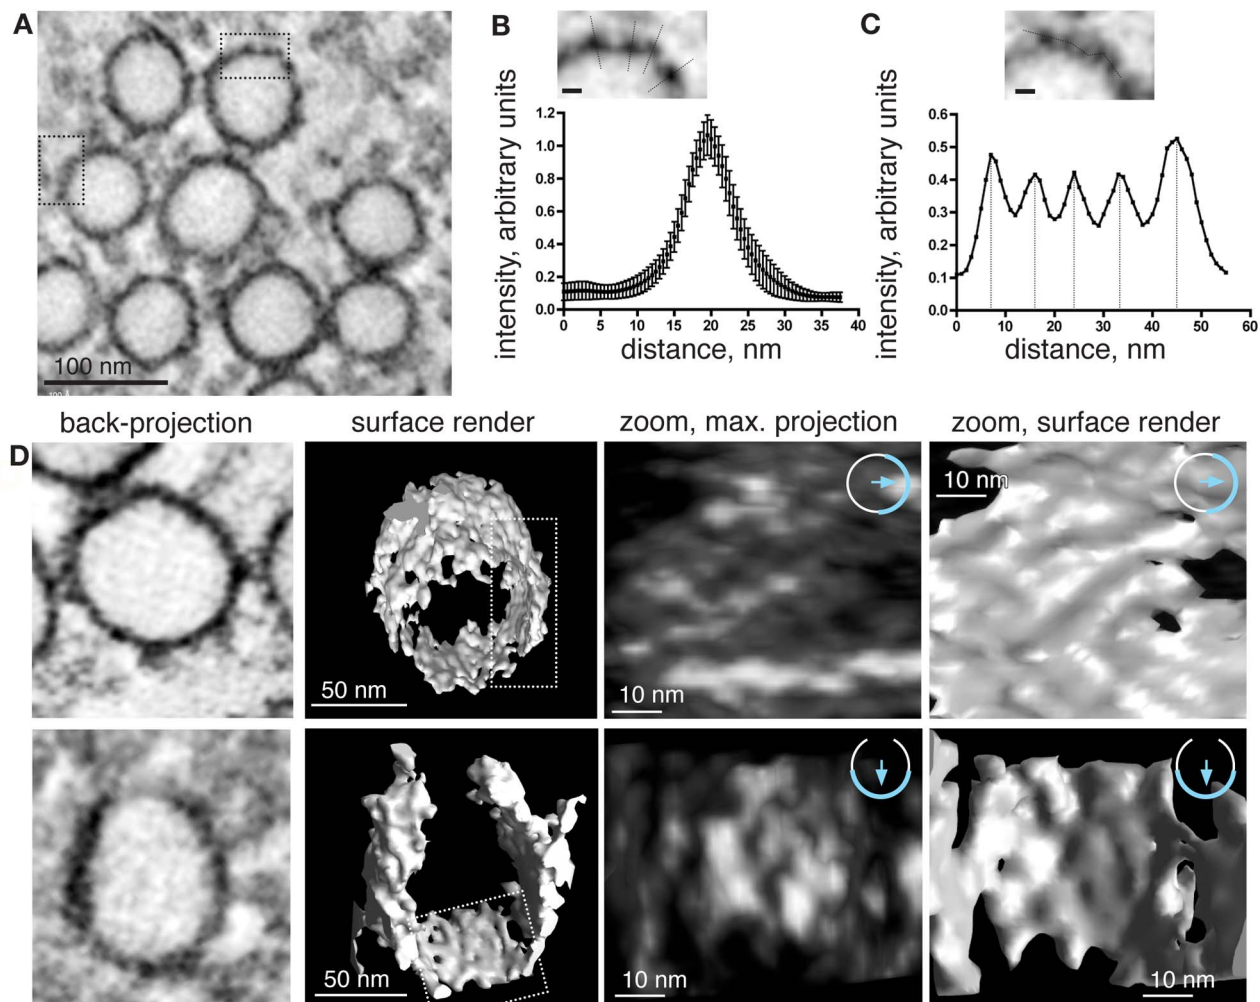 A
100 nm
100 Å
B
intensity, arbitrary units
1.2
1.0
0.8
0.6
0.4
0.2
0.0
0 5 10 15 20 25 30 35 40
distance, nm
C
intensity, arbitrary units
0.6
0.5
0.4
0.3
0.2
0.1
0.0
0 10 20 30 40 50 60
distance, nm
back-projection surface render zoom, max. projection zoom, surface render
D
50 nm
10 nm
10 nm
50 nm
10 nm
10 nm